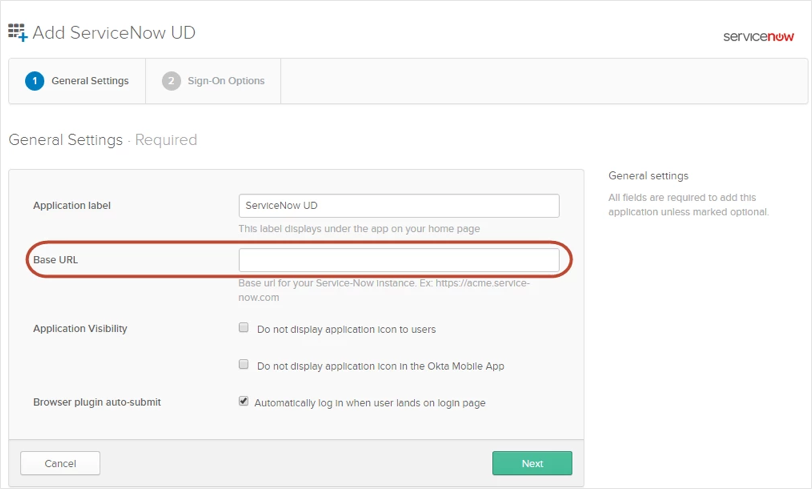 Add ServiceNow UD
servicenow
1 General Settings
2 Sign-On Options
General Settings · Required
General settings
All fields are required to add this
application unless marked optional.
Application label
ServiceNow UD
This label displays under the app on your home page
Base URL
Base url for your Service-Now instance. Ex: https://acme.service-
now.com
Application Visibility
Do not display application icon to users
Do not display application icon in the Okta Mobile App
Browser plugin auto-submit
Automatically log in when user lands on login page
Cancel
Next